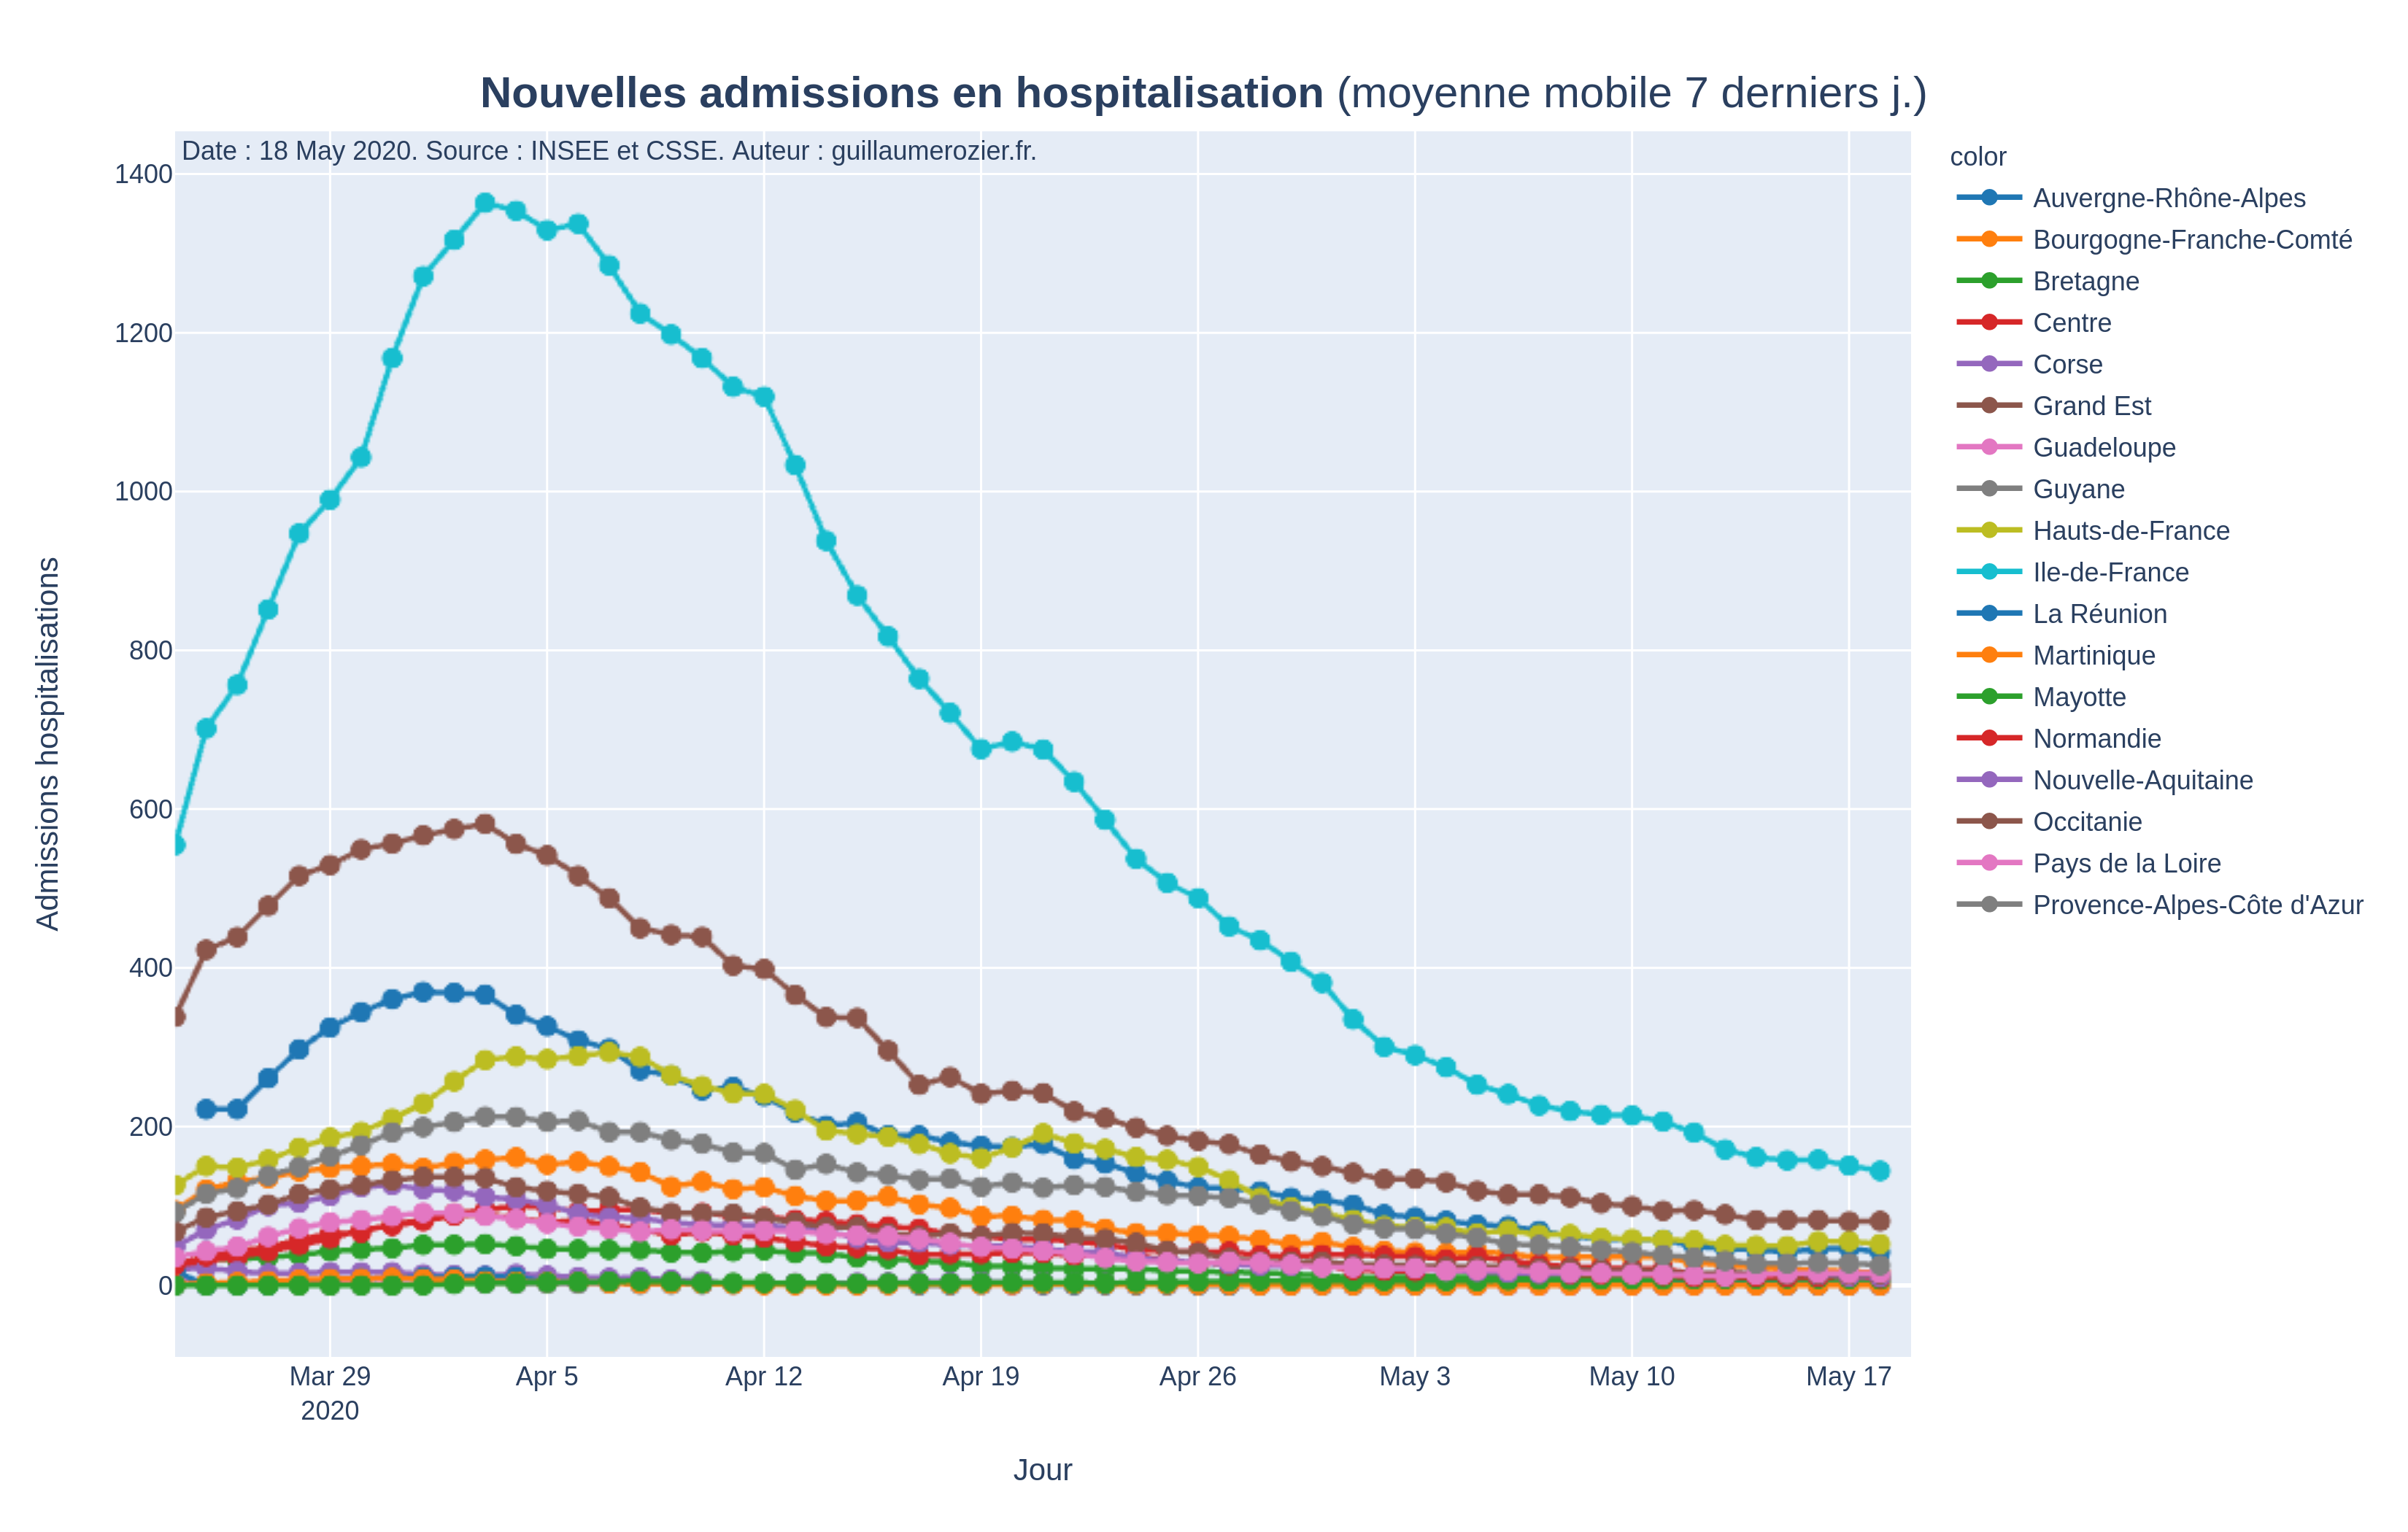 Nouvelles admissions en hospitalisation (moyenne mobile 7 derniers j.)
Date : 18 May 2020. Source : INSEE et CSSE. Auteur : guillaumerozier.fr.
1400
1200
1000
800
600
400
200
0
Admissions hospitalisations
Mar 29
2020
Apr 5
Apr 12
Apr 19
Apr 26
May 3
May 10
May 17
Jour
color
Auvergne-Rhône-Alpes
Bourgogne-Franche-Comté
Bretagne
Centre
Corse
Grand Est
Guadeloupe
Guyane
Hauts-de-France
Ile-de-France
La Réunion
Martinique
Mayotte
Normandie
Nouvelle-Aquitaine
Occitanie
Pays de la Loire
Provence-Alpes-Côte d'Azur